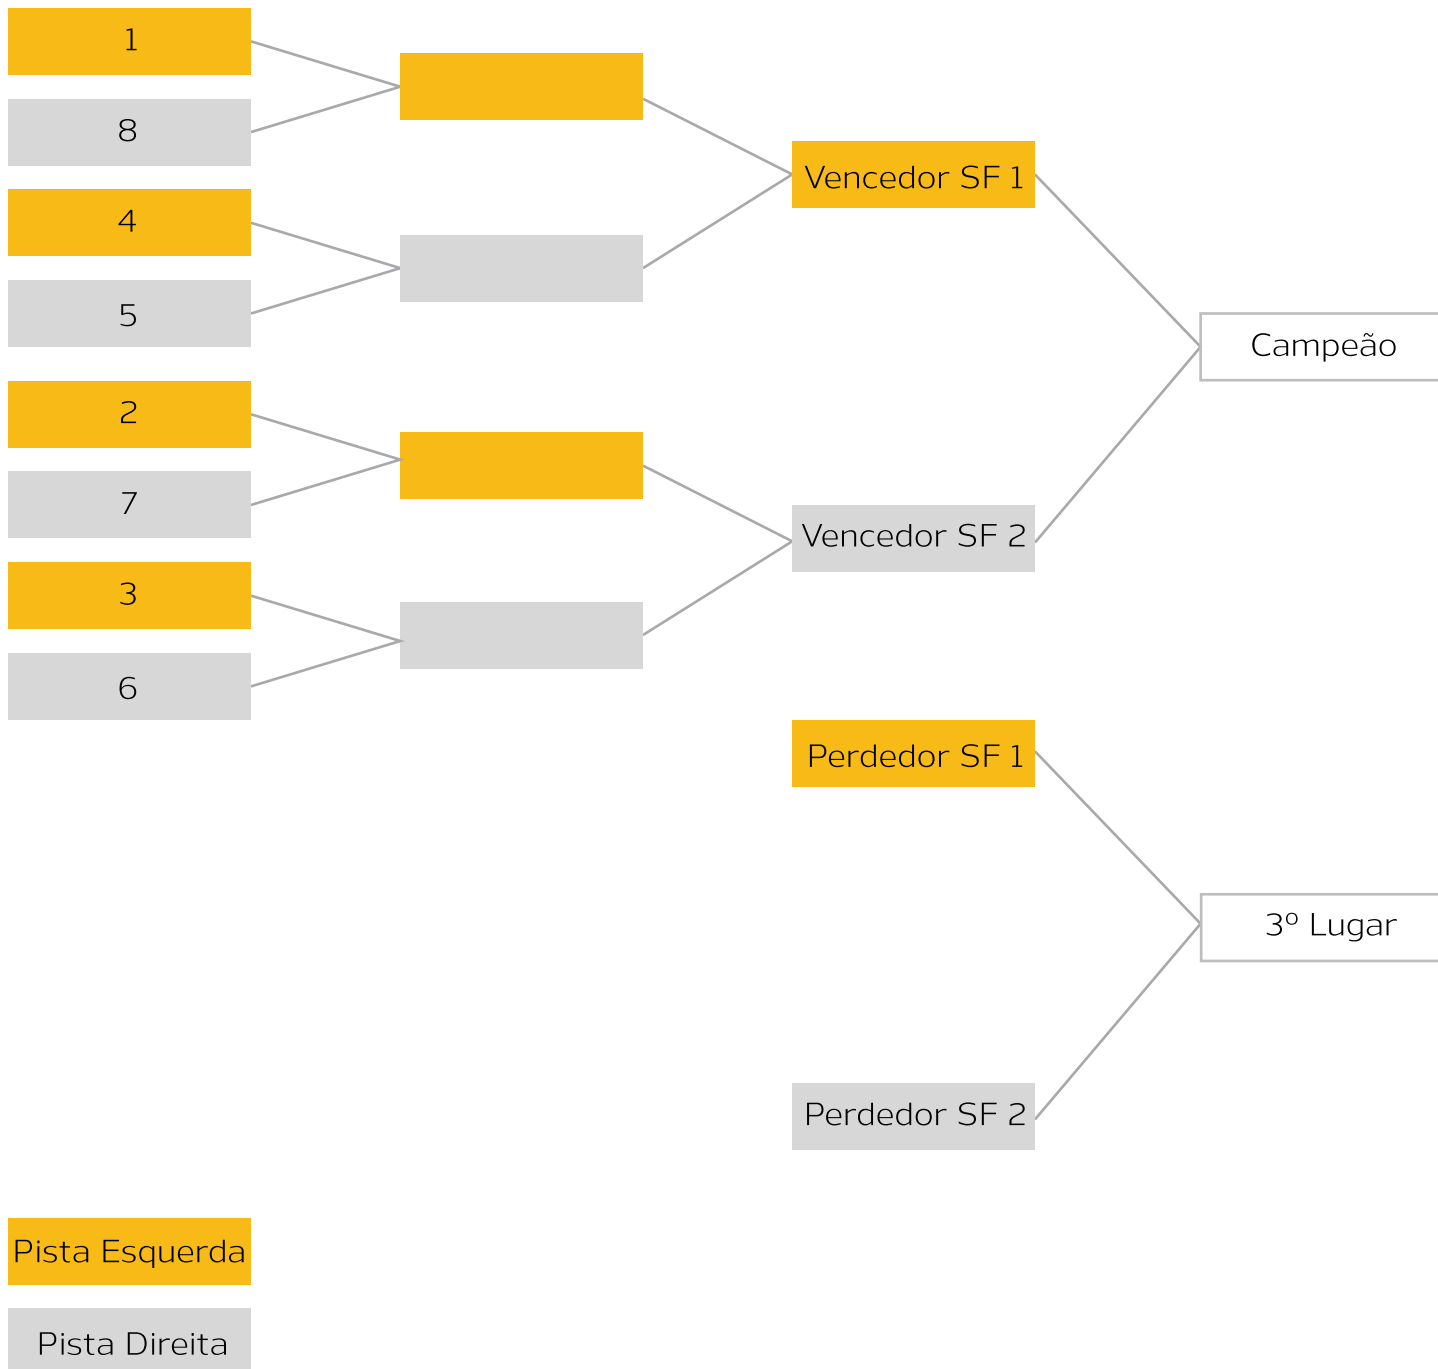 1
8
4
5
2
7
3
6
Vencedor SF 1
Vencedor SF 2
Campeão
Perdedor SF 1
Perdedor SF 2
3º Lugar
Pista Esquerda
Pista Direita